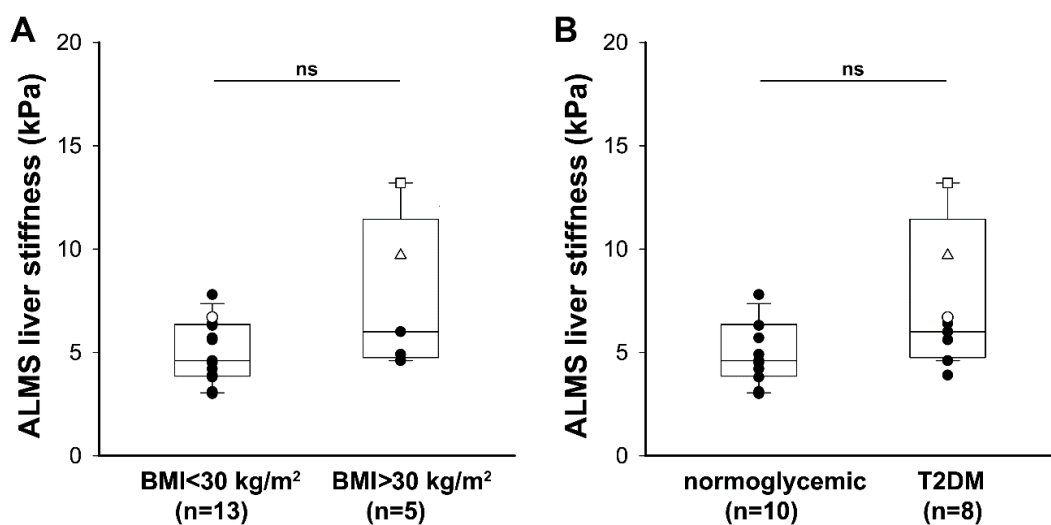 A
ALMS liver stiffness (kPa)
20
15
10
5
0
ns
BMI<30 kg/m²
(n=13)
BMI>30 kg/m²
(n=5)
B
ALMS liver stiffness (kPa)
20
15
10
5
0
ns
normoglycemic
(n=10)
T2DM
(n=8)